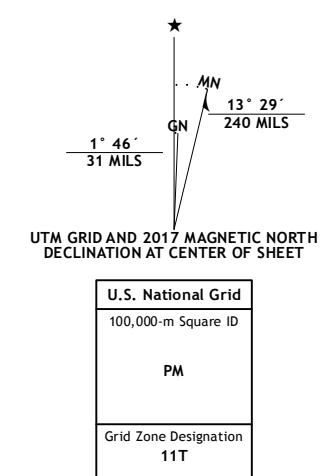 ★
MN
GN
13° 29´
240 MILS
1° 46´
31 MILS
UTM GRID AND 2017 MAGNETIC NORTH
DECLINATION AT CENTER OF SHEET
U.S. National Grid
100,000-m Square ID
PM
Grid Zone Designation
11T